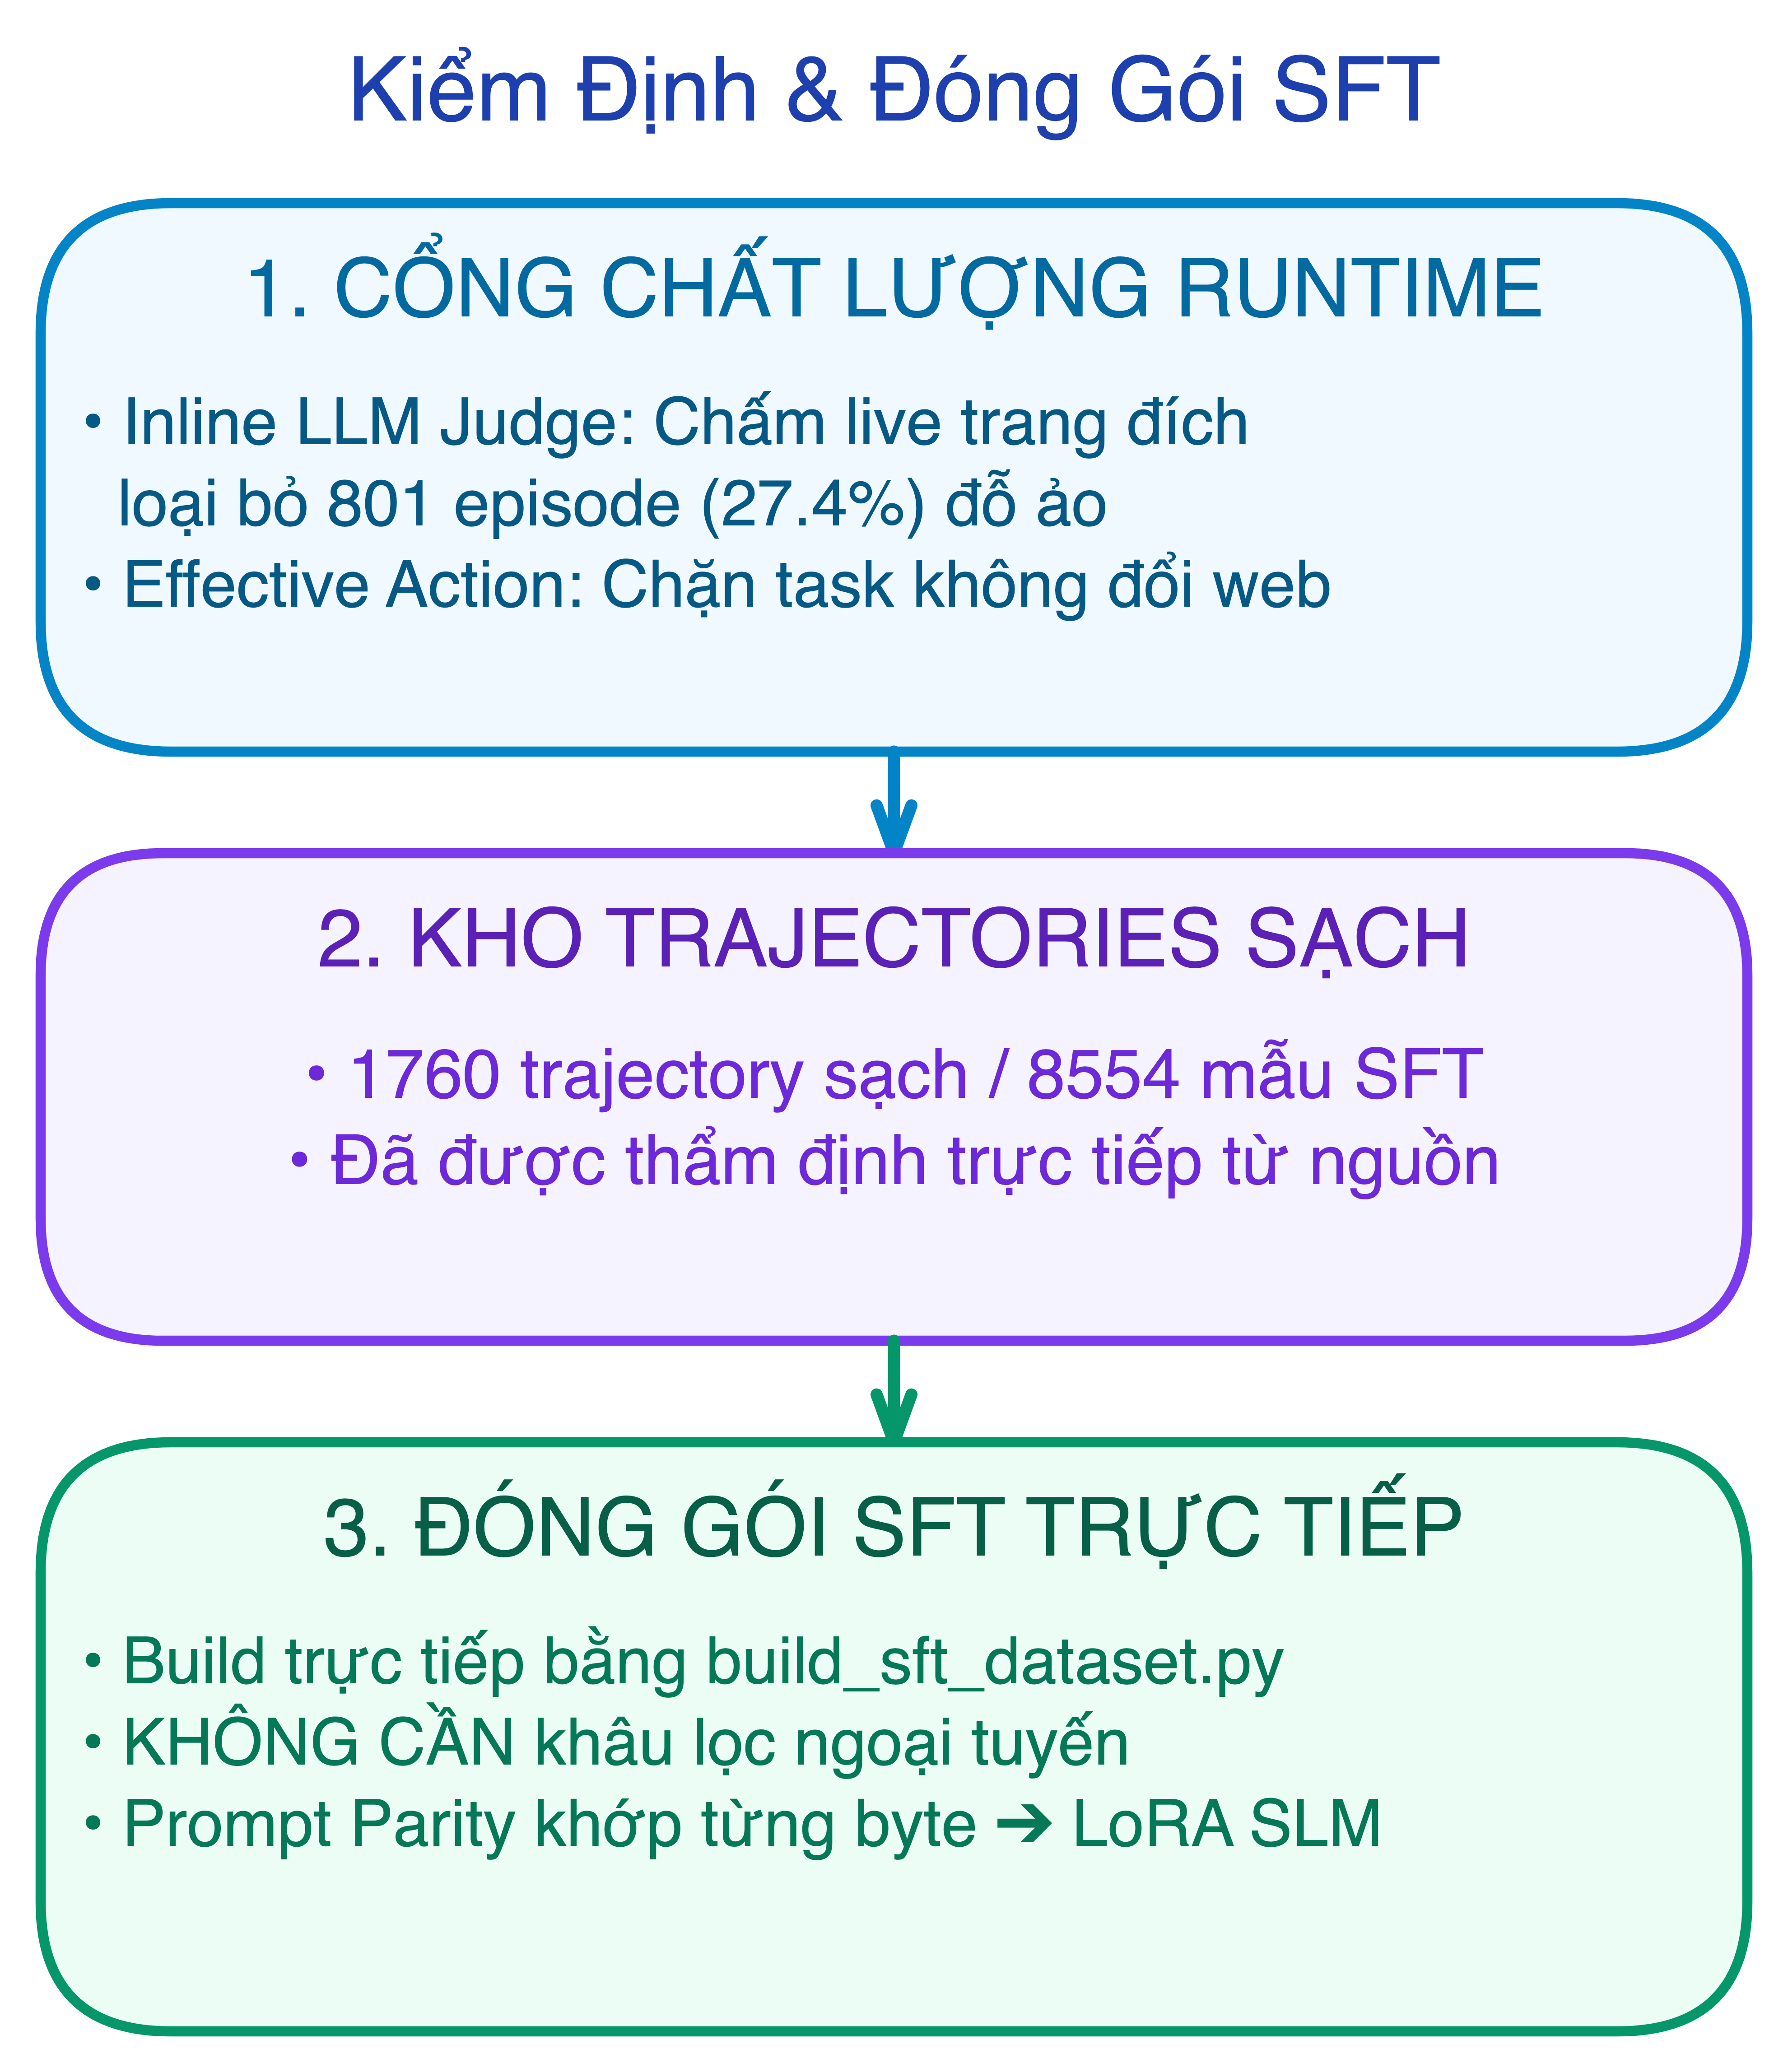 Kiểm Định & Đóng Gói SFT
1. CỔNG CHẤT LƯỢNG RUNTIME
• Inline LLM Judge: Chấm live trang đích
loại bỏ 801 episode (27.4%) đỗ ảo
• Effective Action: Chặn task không đổi web
2. KHO TRAJECTORIES SẠCH
• 1760 trajectory sạch / 8554 mẫu SFT
• Đã được thẩm định trực tiếp từ nguồn
3. ĐÓNG GÓI SFT TRỰC TIẾP
• Build trực tiếp bằng build_sft_dataset.py
• KHÔNG CẦN khâu lọc ngoại tuyến
• Prompt Parity khớp từng byte ➔ LoRA SLM